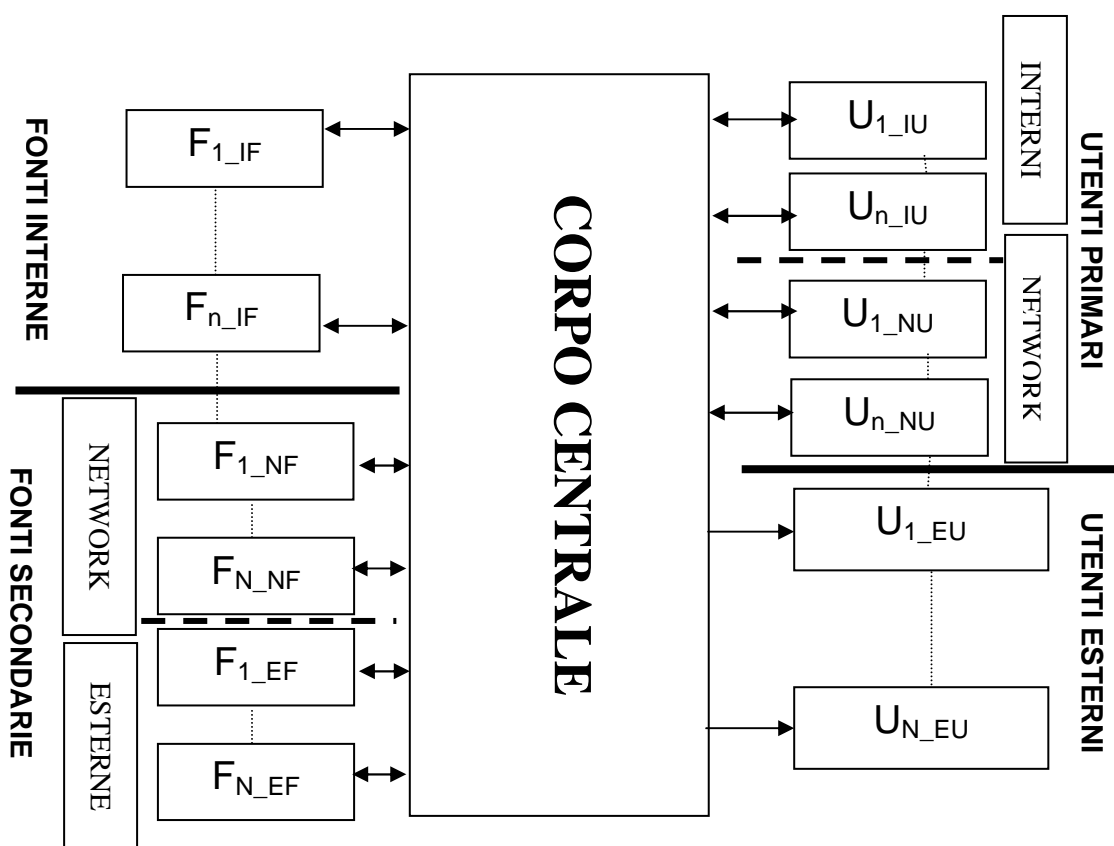 FONTI INTERNE
F1_IF
Fn_IF
FONTI SECONDARIE
NETWORK
F1_NF
FN_NF
ESTERNE
F1_EF
FN_EF
CORPO CENTRALE
UTENTI PRIMARI
INTERNI
U1_IU
Un_IU
NETWORK
U1_NU
Un_NU
UTENTI ESTERNI
U1_EU
UN_EU